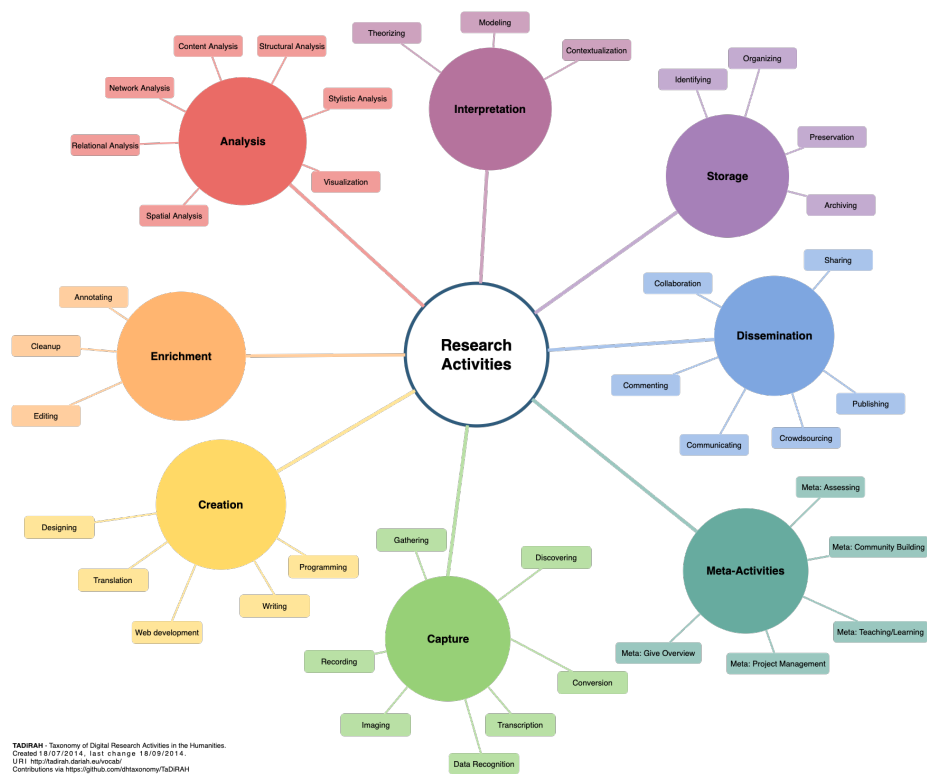 Theorizing
Modeling
Contextualization
Interpretation
Content Analysis
Structural Analysis
Network Analysis
Stylistic Analysis
Relational Analysis
Visualization
Spatial Analysis
Analysis
Organizing
Identifying
Preservation
Archiving
Storage
Sharing
Collaboration
Dissemination
Commenting
Publishing
Communicating
Crowdsourcing
Research
Activities
Annotating
Cleanup
Enrichment
Editing
Creation
Designing
Programming
Translation
Writing
Web development
Gathering
Discovering
Capture
Recording
Conversion
Imaging
Transcription
Data Recognition
Meta: Assessing
Meta: Community Building
Meta-Activities
Meta: Teaching/Learning
Meta: Give Overview
Meta: Project Management
TADiRAH - Taxonomy of Digital Research Activities in the Humanities.
Created 18/07/2014, last change 18/09/2014.
URI http://tadirah.dariah.eu/vocab/
Contributions via https://github.com/dhtaxonomy/TaDiRAH